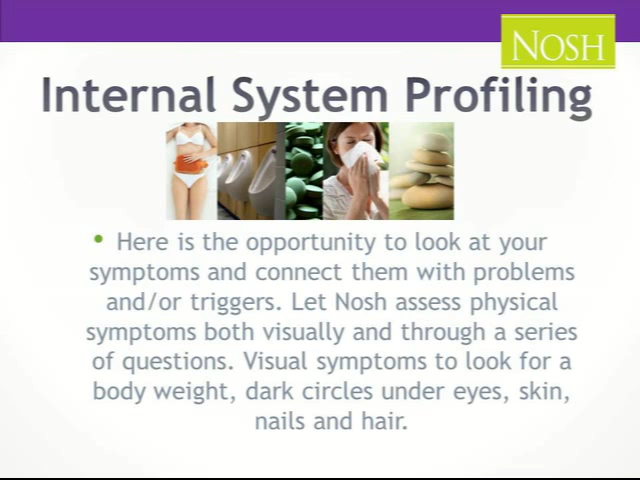 NOSH
Internal System Profiling
• Here is the opportunity to look at your
symptoms and connect them with problems
and/or triggers. Let Nosh assess physical
symptoms both visually and through a series
of questions. Visual symptoms to look for a
body weight, dark circles under eyes, skin,
nails and hair.